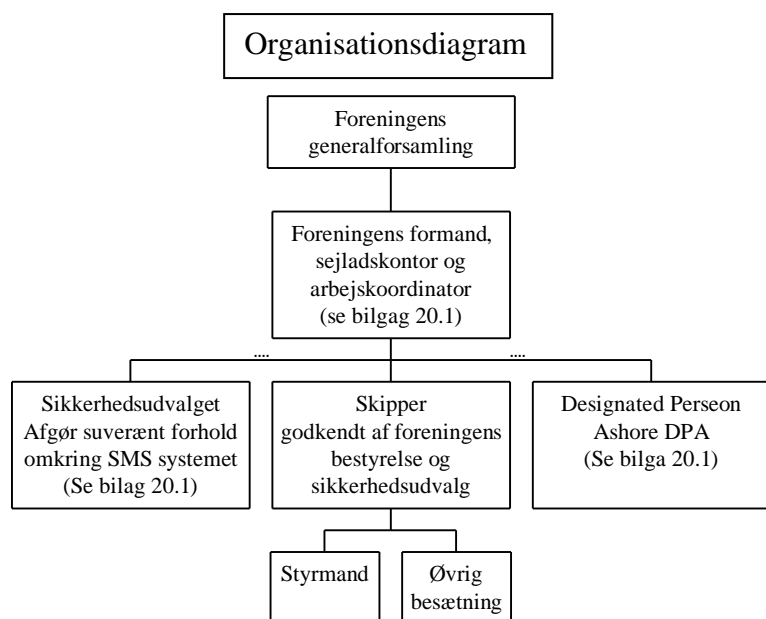 Organisationsdiagram
Foreningens
generalforsamling
Foreningens formand,
sejladskontor og
arbejskoordinator
(se bilgag 20.1)
....
....
Sikkerhedsudvalget
Afgør suverænt forhold
omkring SMS systemet
(Se bilag 20.1)
Skipper
godkendt af foreningens
bestyrelse og
sikkerhedsudvalg
Designated Perseon
Ashore DPA
(Se bilga 20.1)
Styrmand
Øvrig
besætning